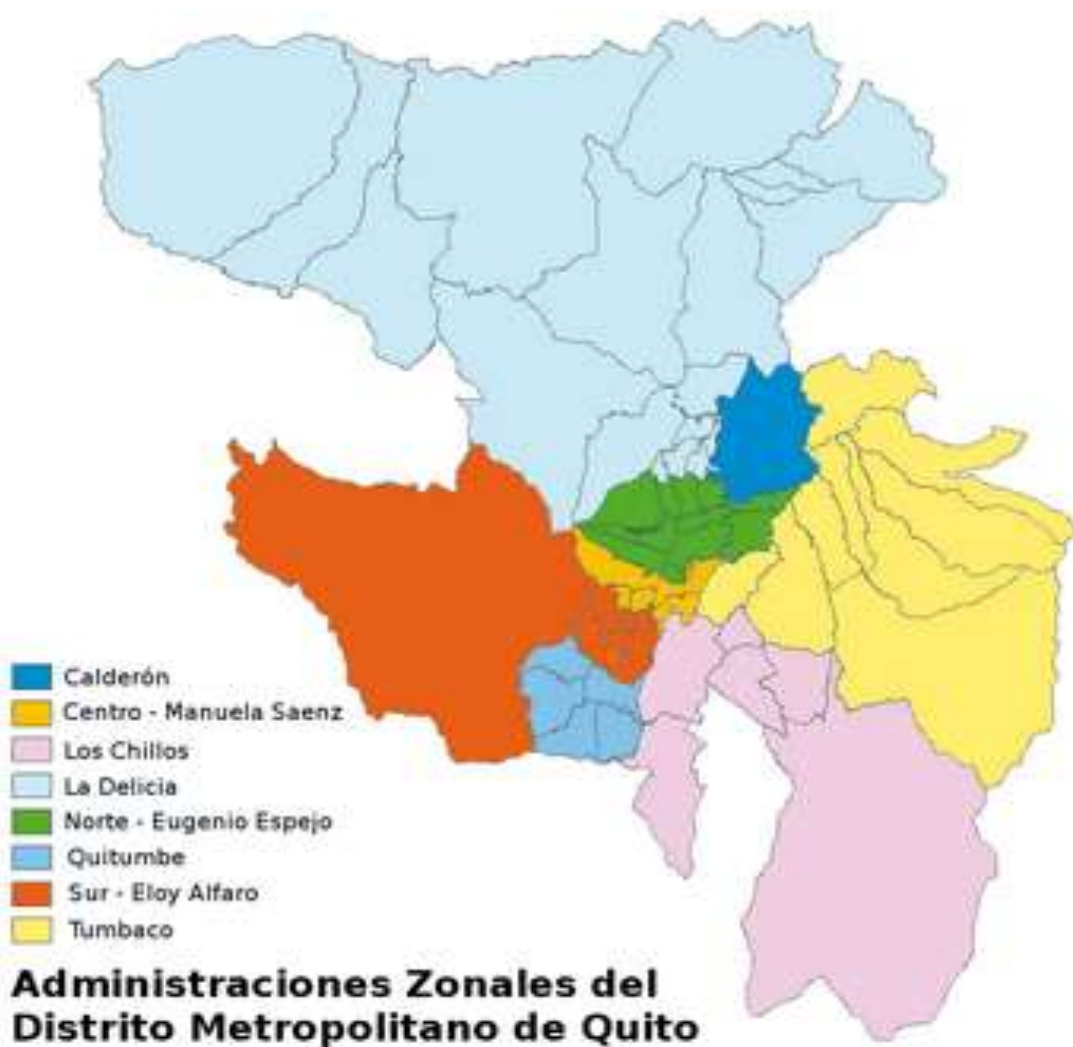 Calderón
Centro - Manuela Saenz
Los Chillos
La Delicia
Norte - Eugenio Espejo
Quitumbe
Sur - Eloy Alfaro
Tumbaco
Administraciones Zonales del
Distrito Metropolitano de Quito